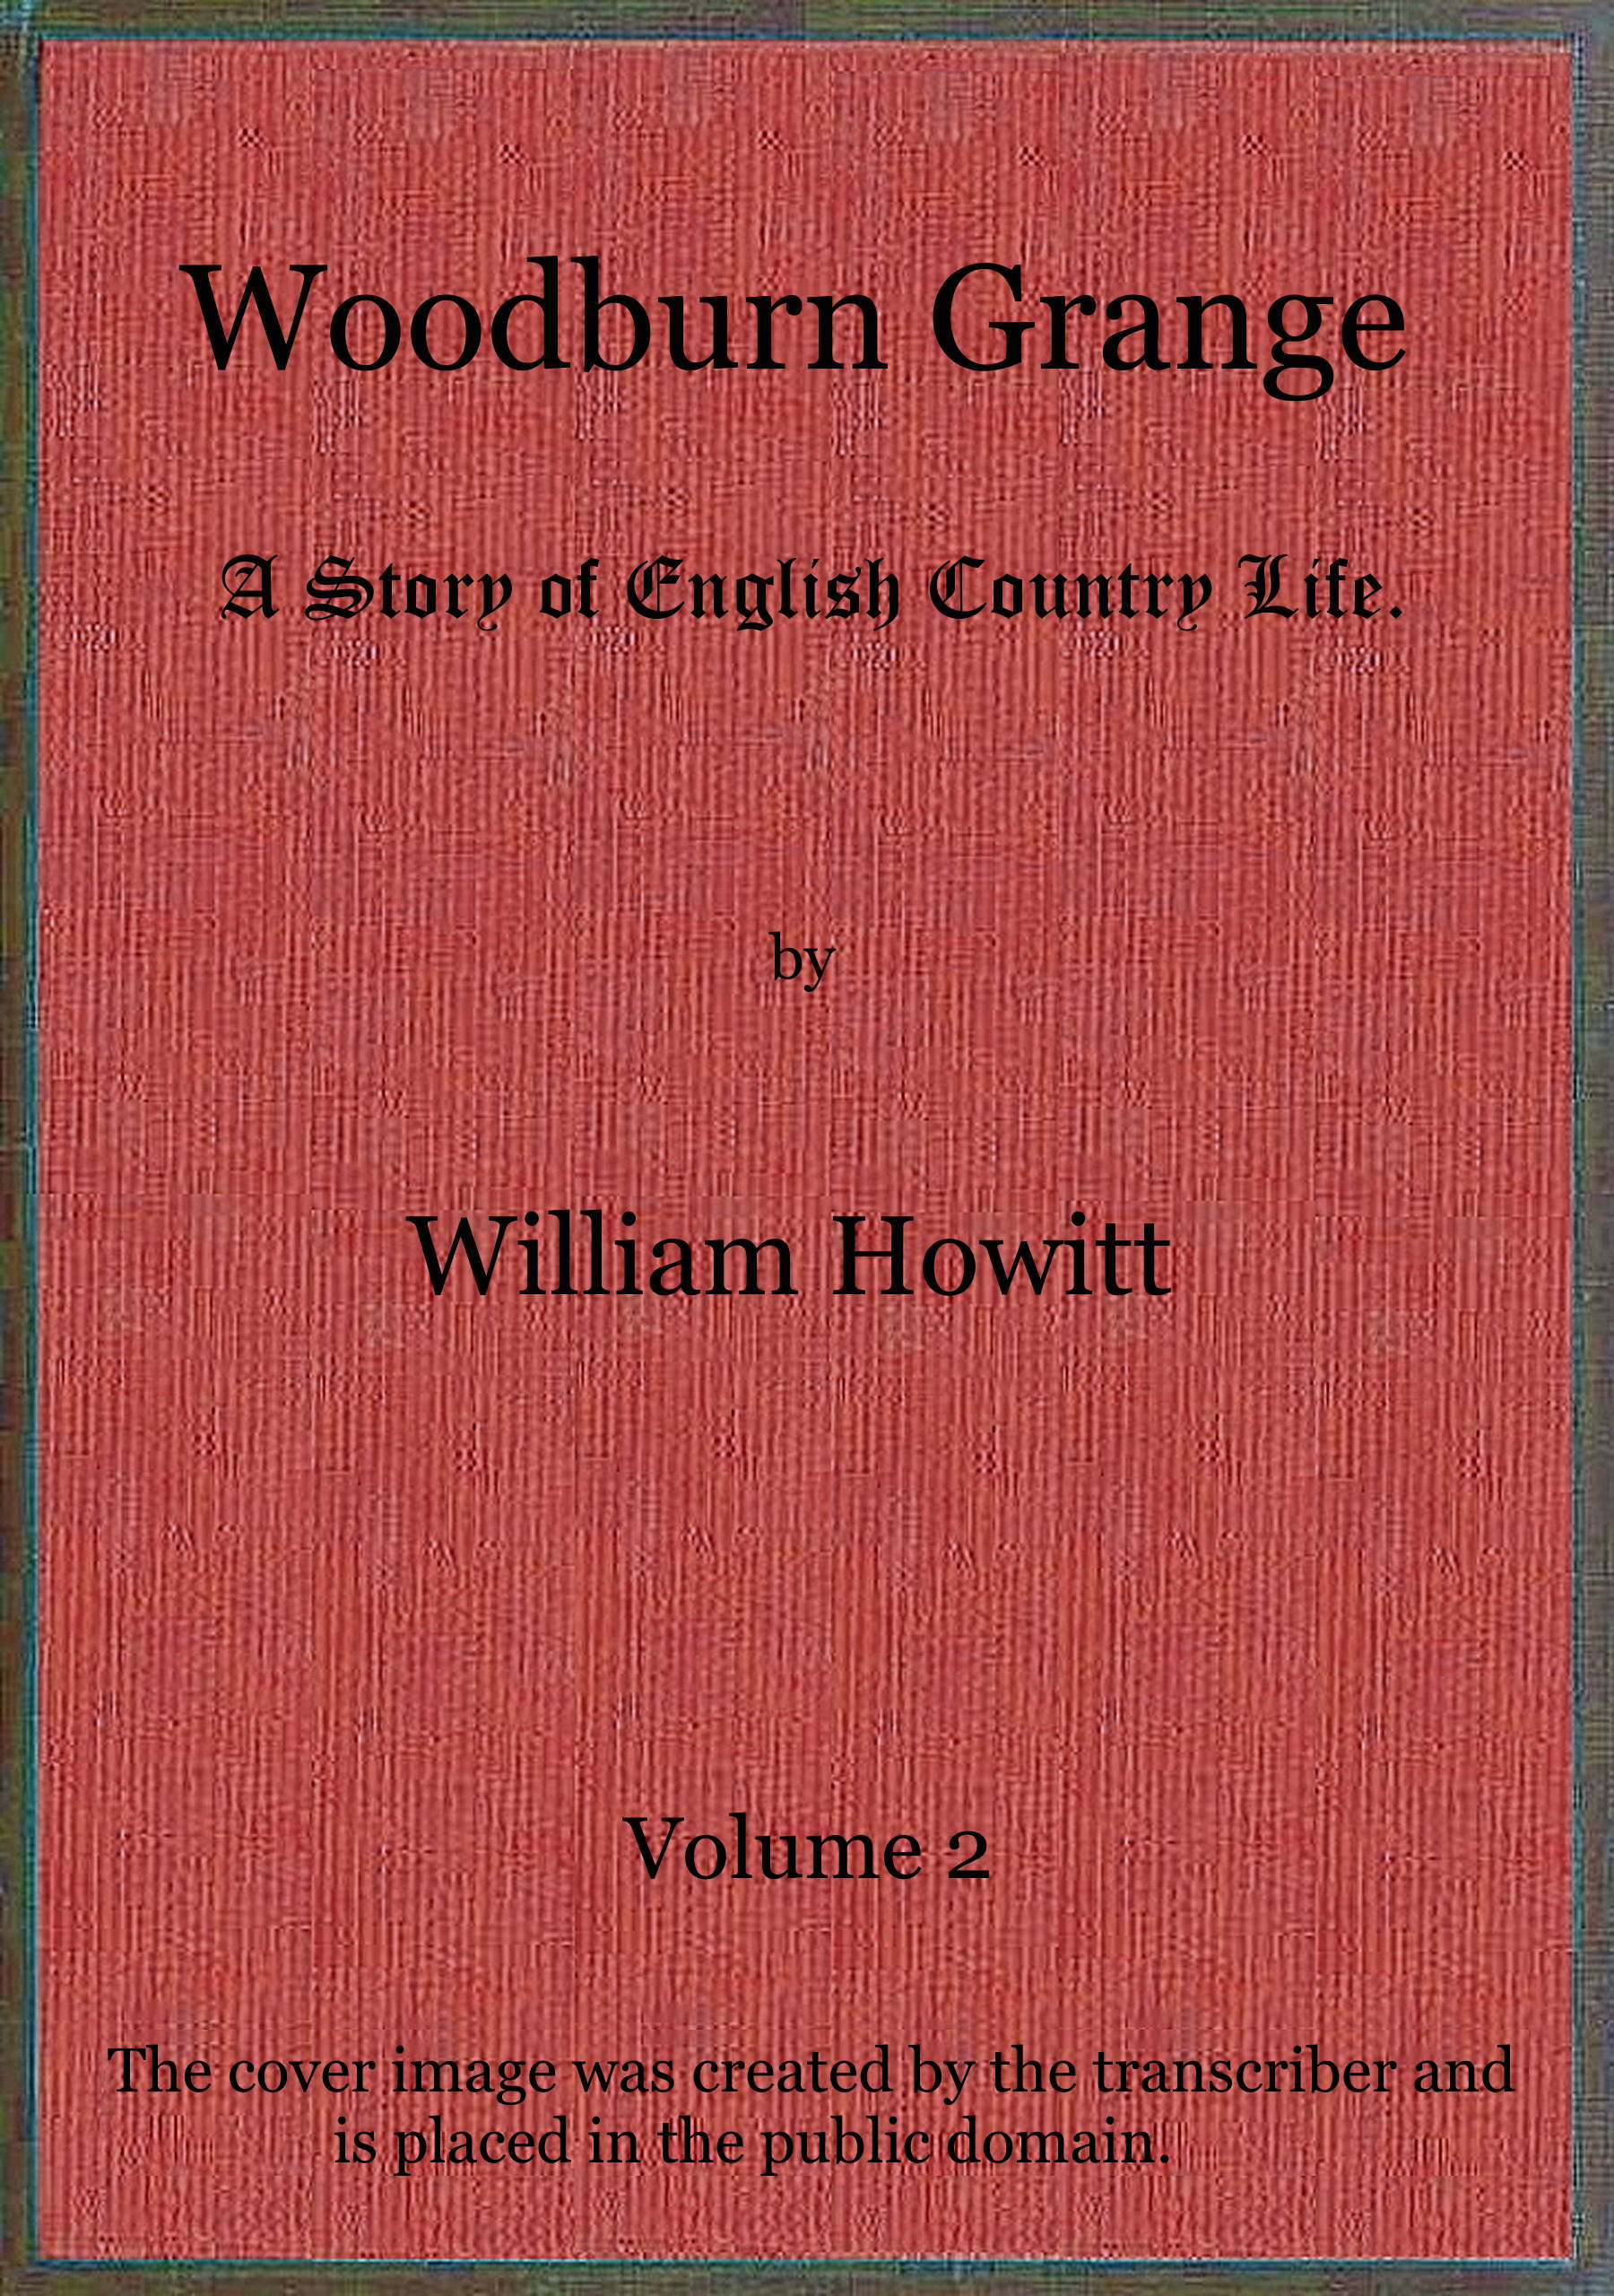 Woodburn Grange
A Story of English Country Life.
by
William Howitt
Volume 2
The cover image was created by the transcriber and
is placed in the public domain.